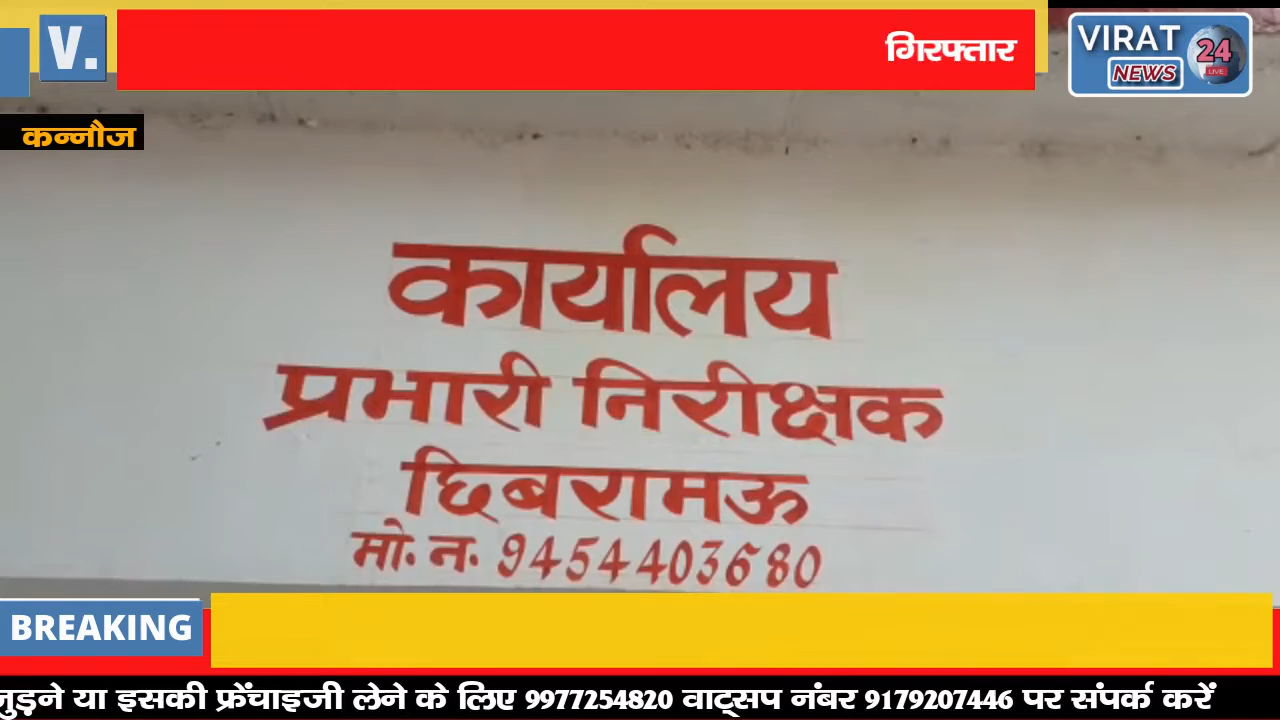 V.
गिरफ्तार
VIRAT
24
NEWS
LIVE
कन्नौज
कार्यालय
प्रभारी निरीक्षक
छिबरामऊ
मो. न. 9454403680
BREAKING
जुड़ने या इसकी फ्रेंचाइजी लेने के लिए 9977254820 वाट्सप नंबर 9179207446 पर संपर्क करें